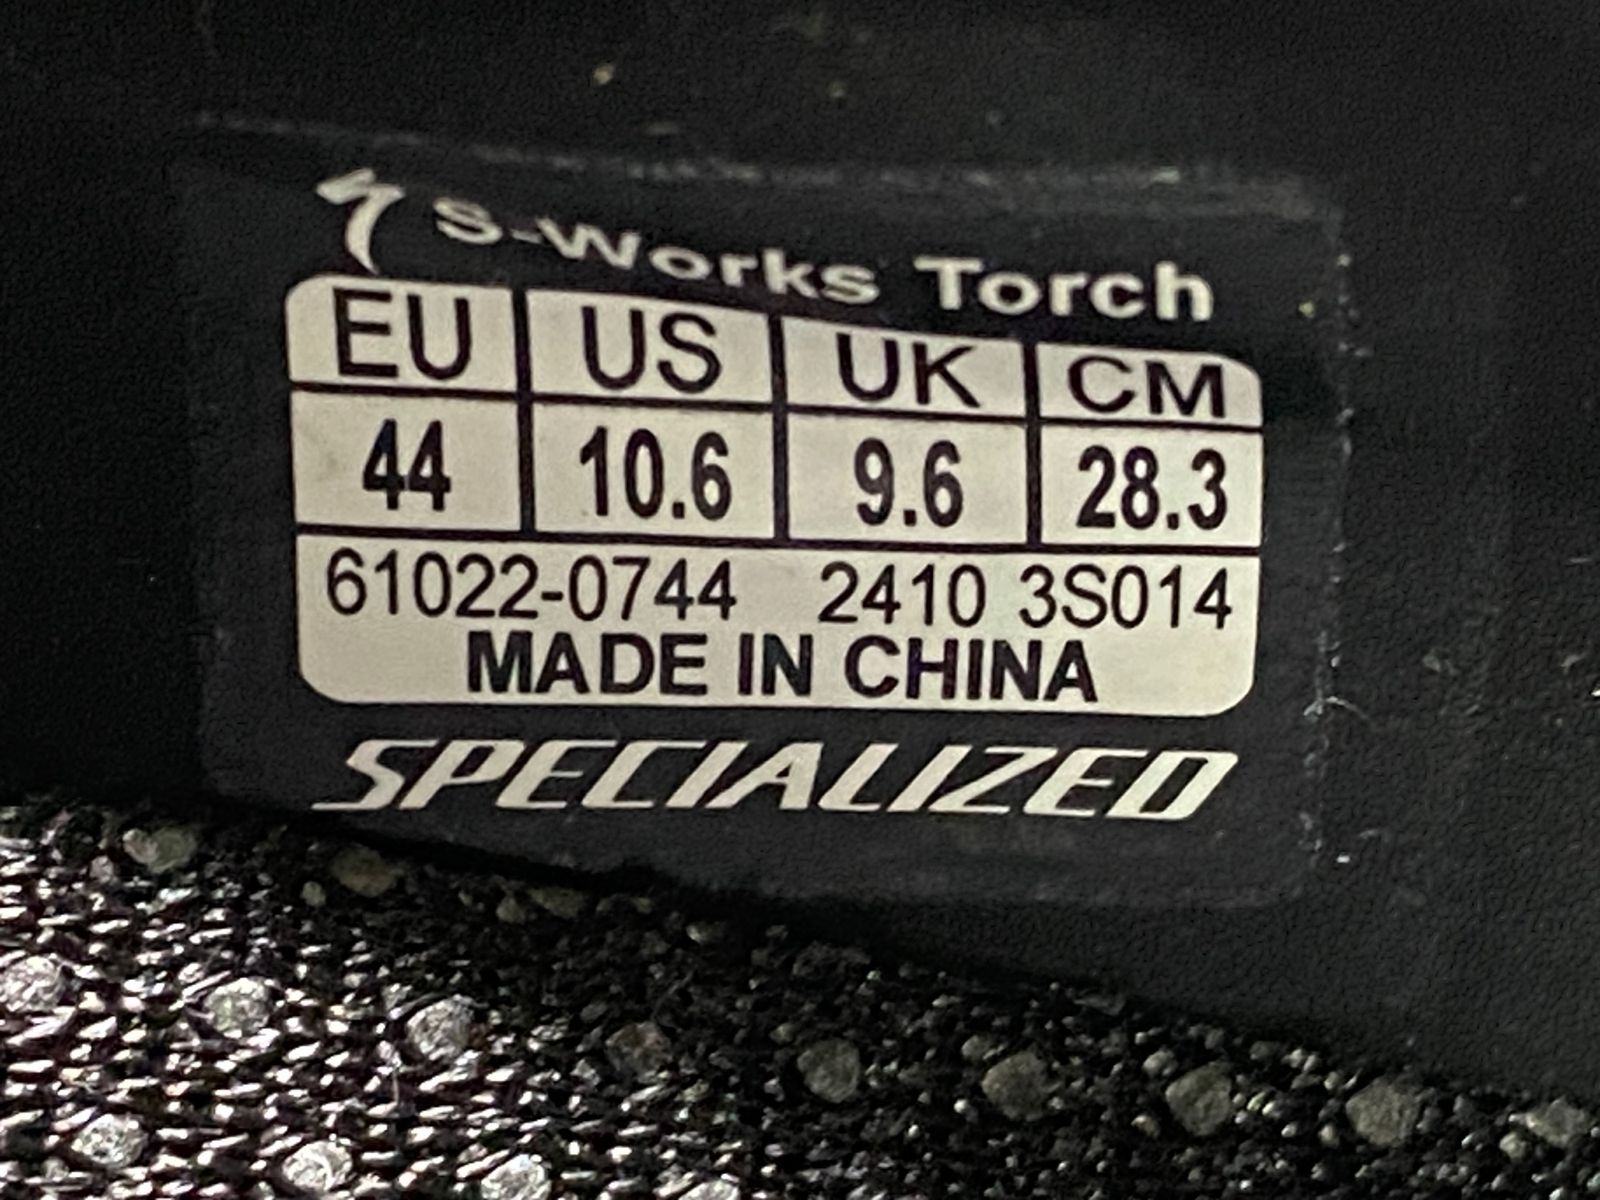 S-Works Torch
EU US UK CM
44 10.6 9.6 28.3
61022-0744 2410 3S014
MADE IN CHINA
SPECIALIZED